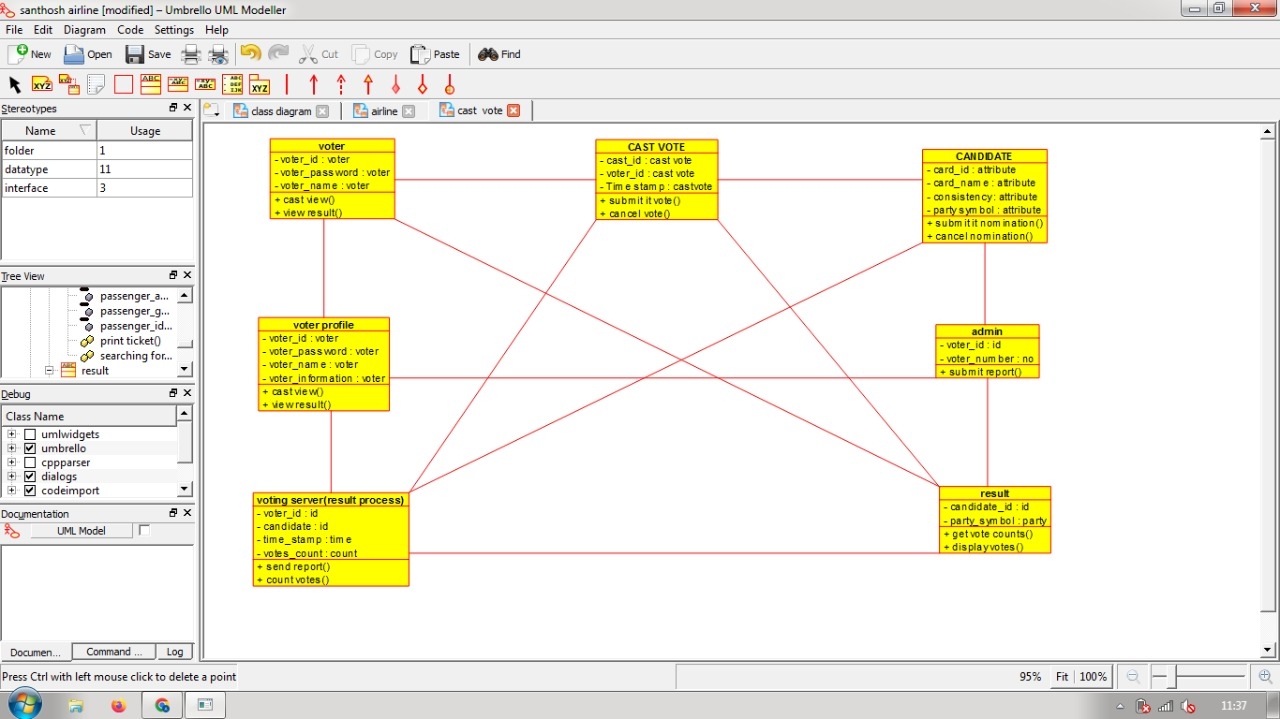 santhosh airline [modified] – Umbrello UML Modeller
File Edit Diagram Code Settings Help
New Open Save Cut Copy Paste Find
XYZ ABC ABC ABC XYZ
Stereotypes
class diagram airline cast vote
Name Usage
folder 1
datatype 11
interface 3
Tree View
passenger_a...
passenger_g...
passenger_id...
print ticket()
searching for...
result
Debug
Class Name
umlwidgets
umbrello
cppparser
dialogs
codeimport
Documentation
UML Model
Documen... Command ... Log
voter
- voter_id : voter
- voter_password : voter
- voter_name : voter
+ cast view()
+ view result()
CAST VOTE
- cast_id : cast vote
- voter_id : cast vote
- Time stamp : castvote
+ submit it vote()
+ cancel vote()
CANDIDATE
- card_id : attribute
- card_name : attribute
- consistency: attribute
- party symbol : attribute
+ submit it nomination()
+ cancel nomination()
voter profile
- voter_id : voter
- voter_password : voter
- voter_name : voter
- voter_information : voter
+ cast view()
+ view result()
admin
- voter_id : id
- voter_number : no
+ submit report()
voting server(result process)
- voter_id : id
- candidate : id
- time_stamp : time
- votes_count : count
+ send report()
+ count votes()
result
- candidate_id : id
- party_symbol : party
+ get vote counts()
+ display votes()
Press Ctrl with left mouse click to delete a point
95% Fit 100%
11:37